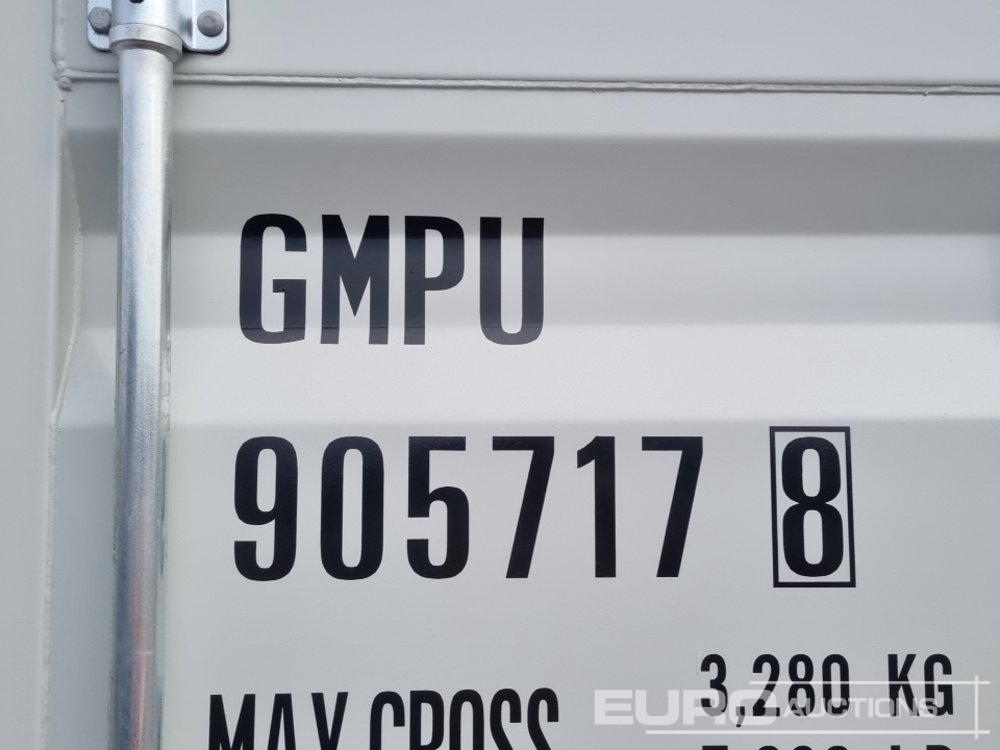 GMPU
905717 8
MAX GROSS 3,280 KG
EURO AUCTIONS